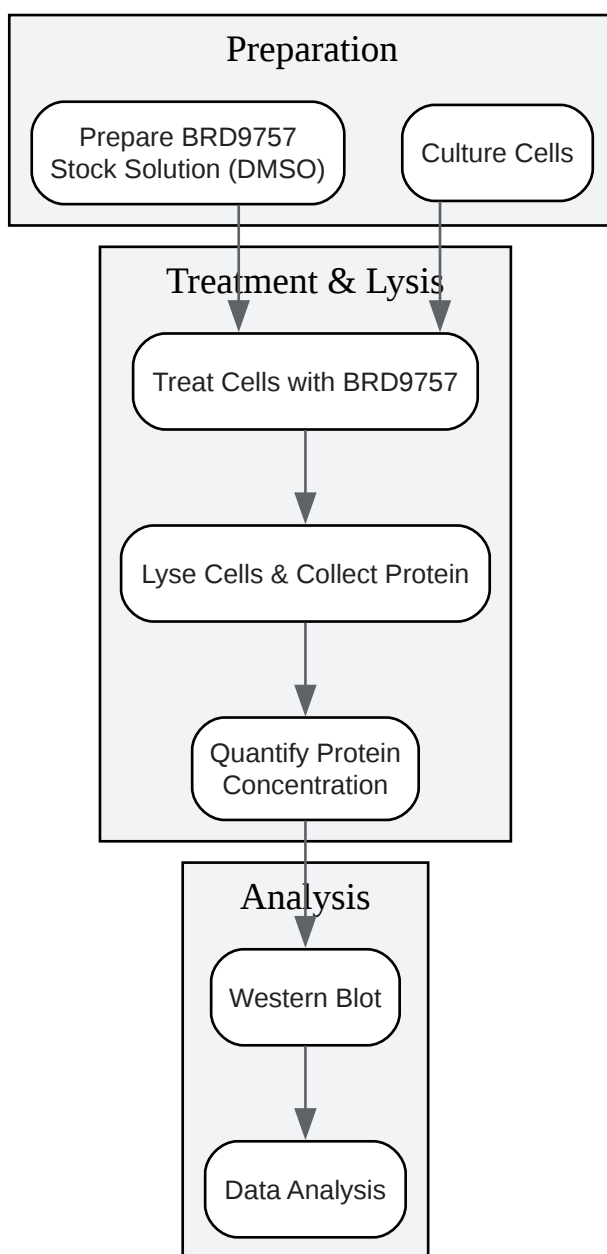 Preparation
Prepare BRD9757
Stock Solution (DMSO)
Culture Cells
Treatment & Lysis
Treat Cells with BRD9757
Lyse Cells & Collect Protein
Quantify Protein
Concentration
Analysis
Western Blot
Data Analysis